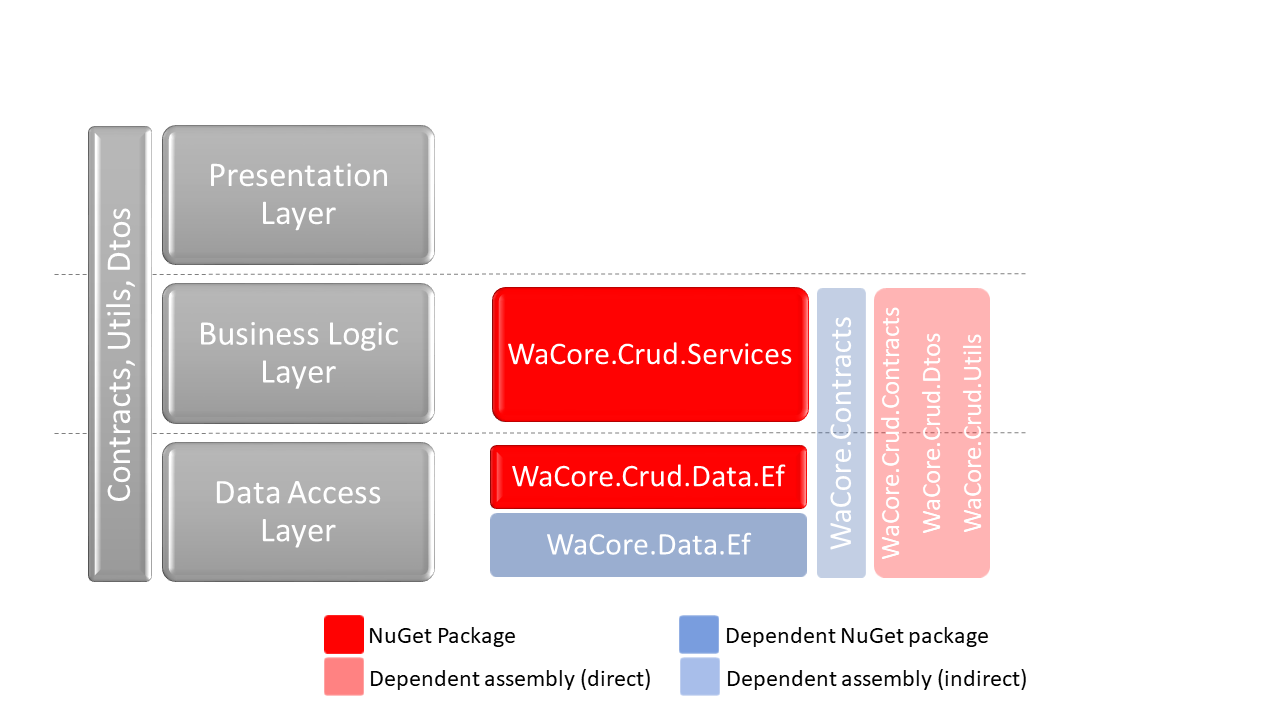 Contracts, Utils, Dtos
Presentation
Layer
Business Logic
Layer
Data Access
Layer
WaCore.Crud.Services
WaCore.Crud.Data.Ef
WaCore.Data.Ef
WaCore.Contracts
WaCore.Crud.Contracts
WaCore.Crud.Dtos
WaCore.Crud.Utils
NuGet Package
Dependent NuGet package
Dependent assembly (direct)
Dependent assembly (indirect)